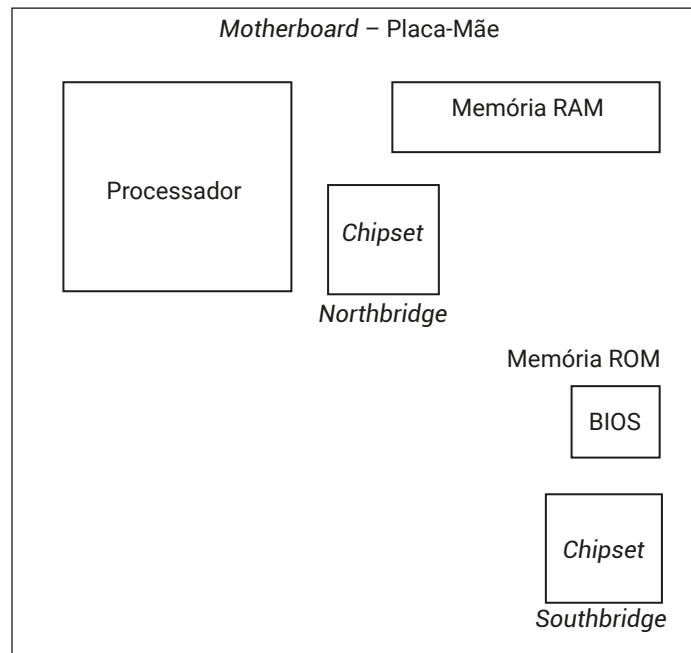 Motherboard – Placa-Mãe
Memória RAM
Processador
Chipset
Northbridge
Memória ROM
BIOS
Chipset
Southbridge